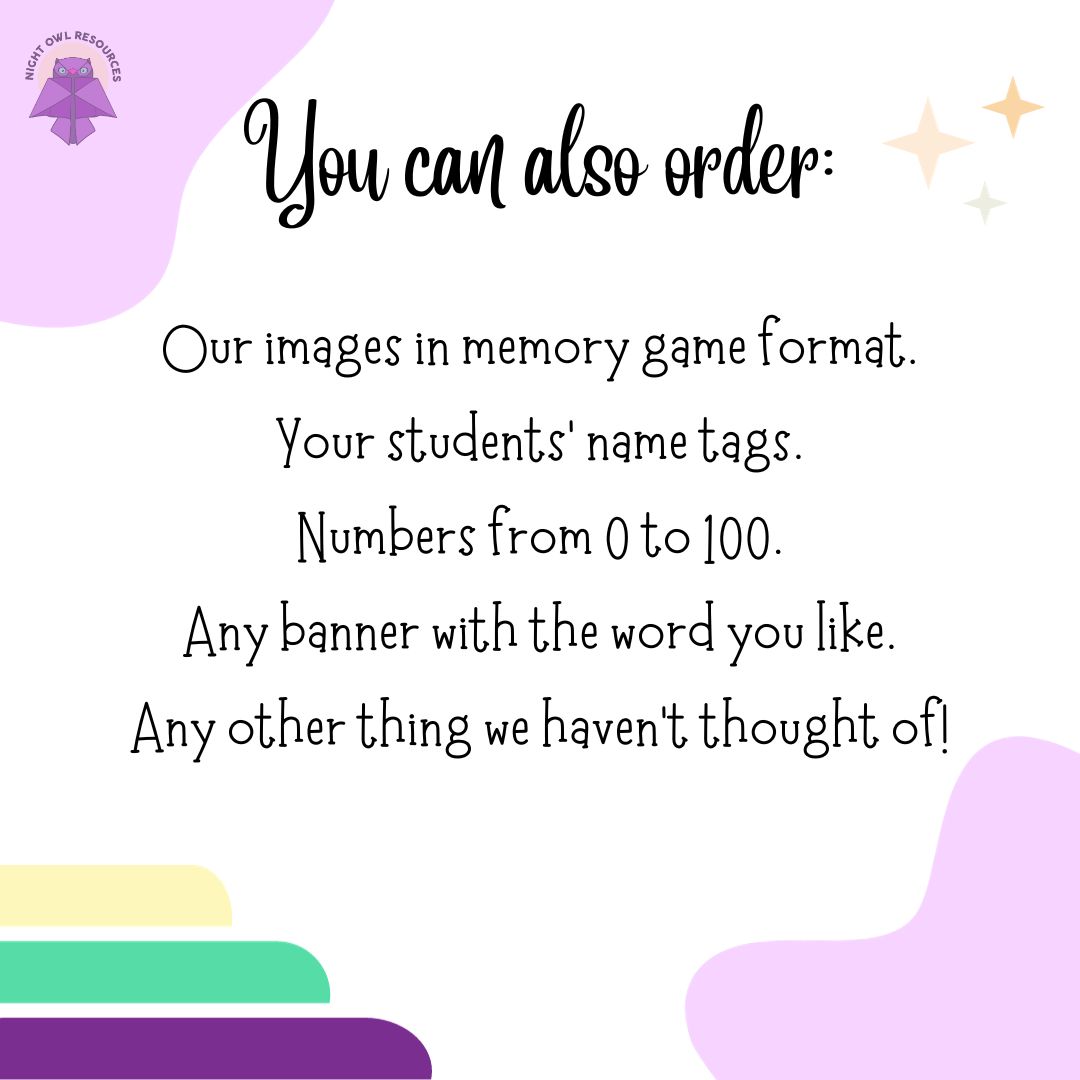 NIGHT OWL RESOURCES
You can also order:
Our images in memory game format.
Your students' name tags.
Numbers from 0 to 100.
Any banner with the word you like.
Any other thing we haven't thought of!